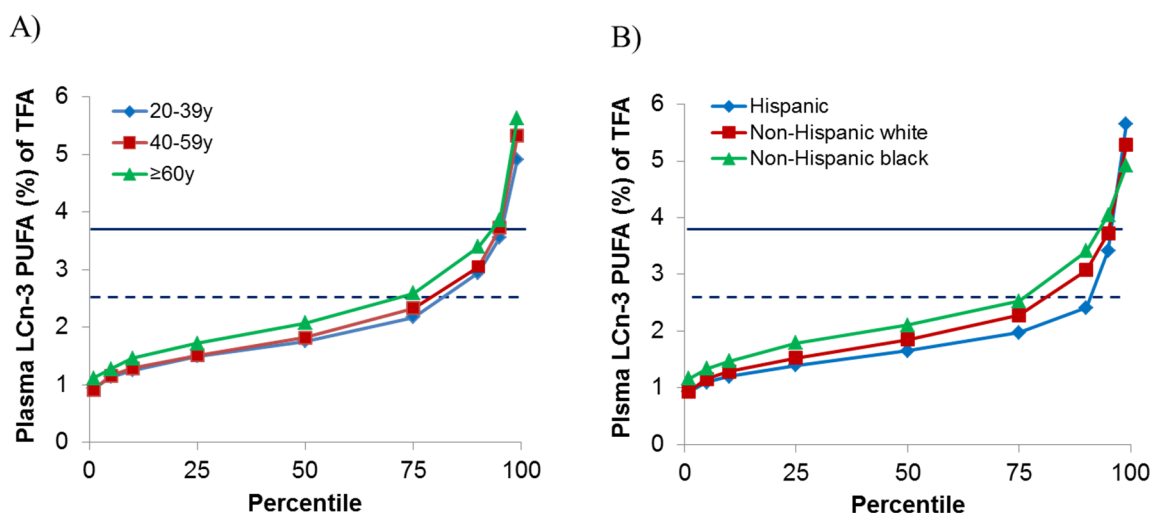 A)
Plasma LCn-3 PUFA (%) of TFA
6
5
4
3
2
1
0
20-39y
40-59y
≥60y
0 25 50 75 100
Percentile
B)
Plsma LCn-3 PUFA (%) of TFA
6
5
4
3
2
1
0
Hispanic
Non-Hispanic white
Non-Hispanic black
0 25 50 75 100
Percentile